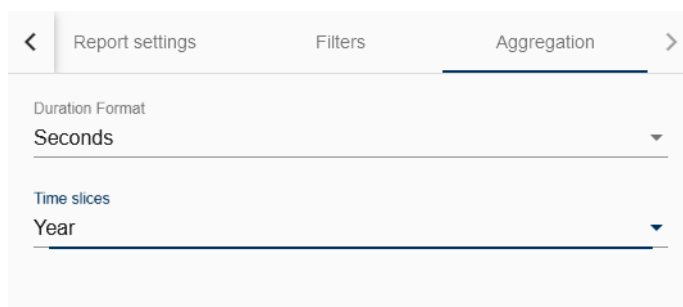 Report settings Filters Aggregation
Duration Format
Seconds
Time slices
Year